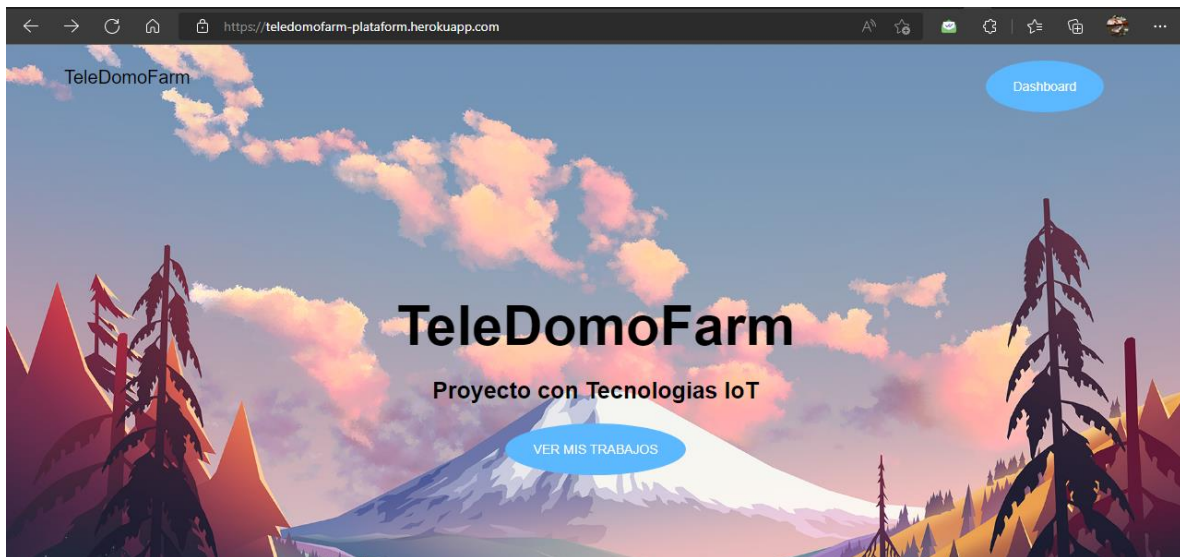 https://teledomofarm-plataform.herokuapp.com
TeleDomoFarm
Dashboard
TeleDomoFarm
Proyecto con Tecnologias IoT
VER MIS TRABAJOS